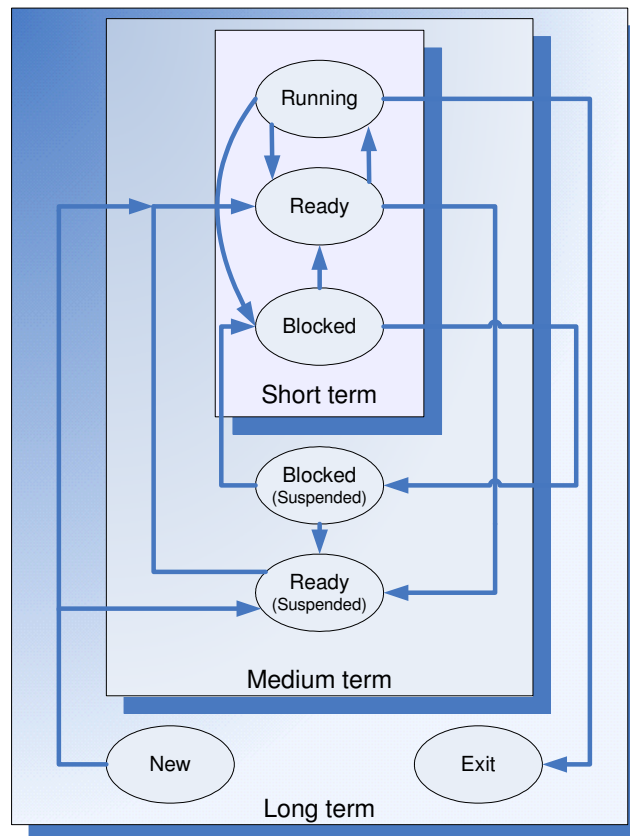 Running
Ready
Blocked
Short term
Blocked
(Suspended)
Ready
(Suspended)
Medium term
New
Exit
Long term